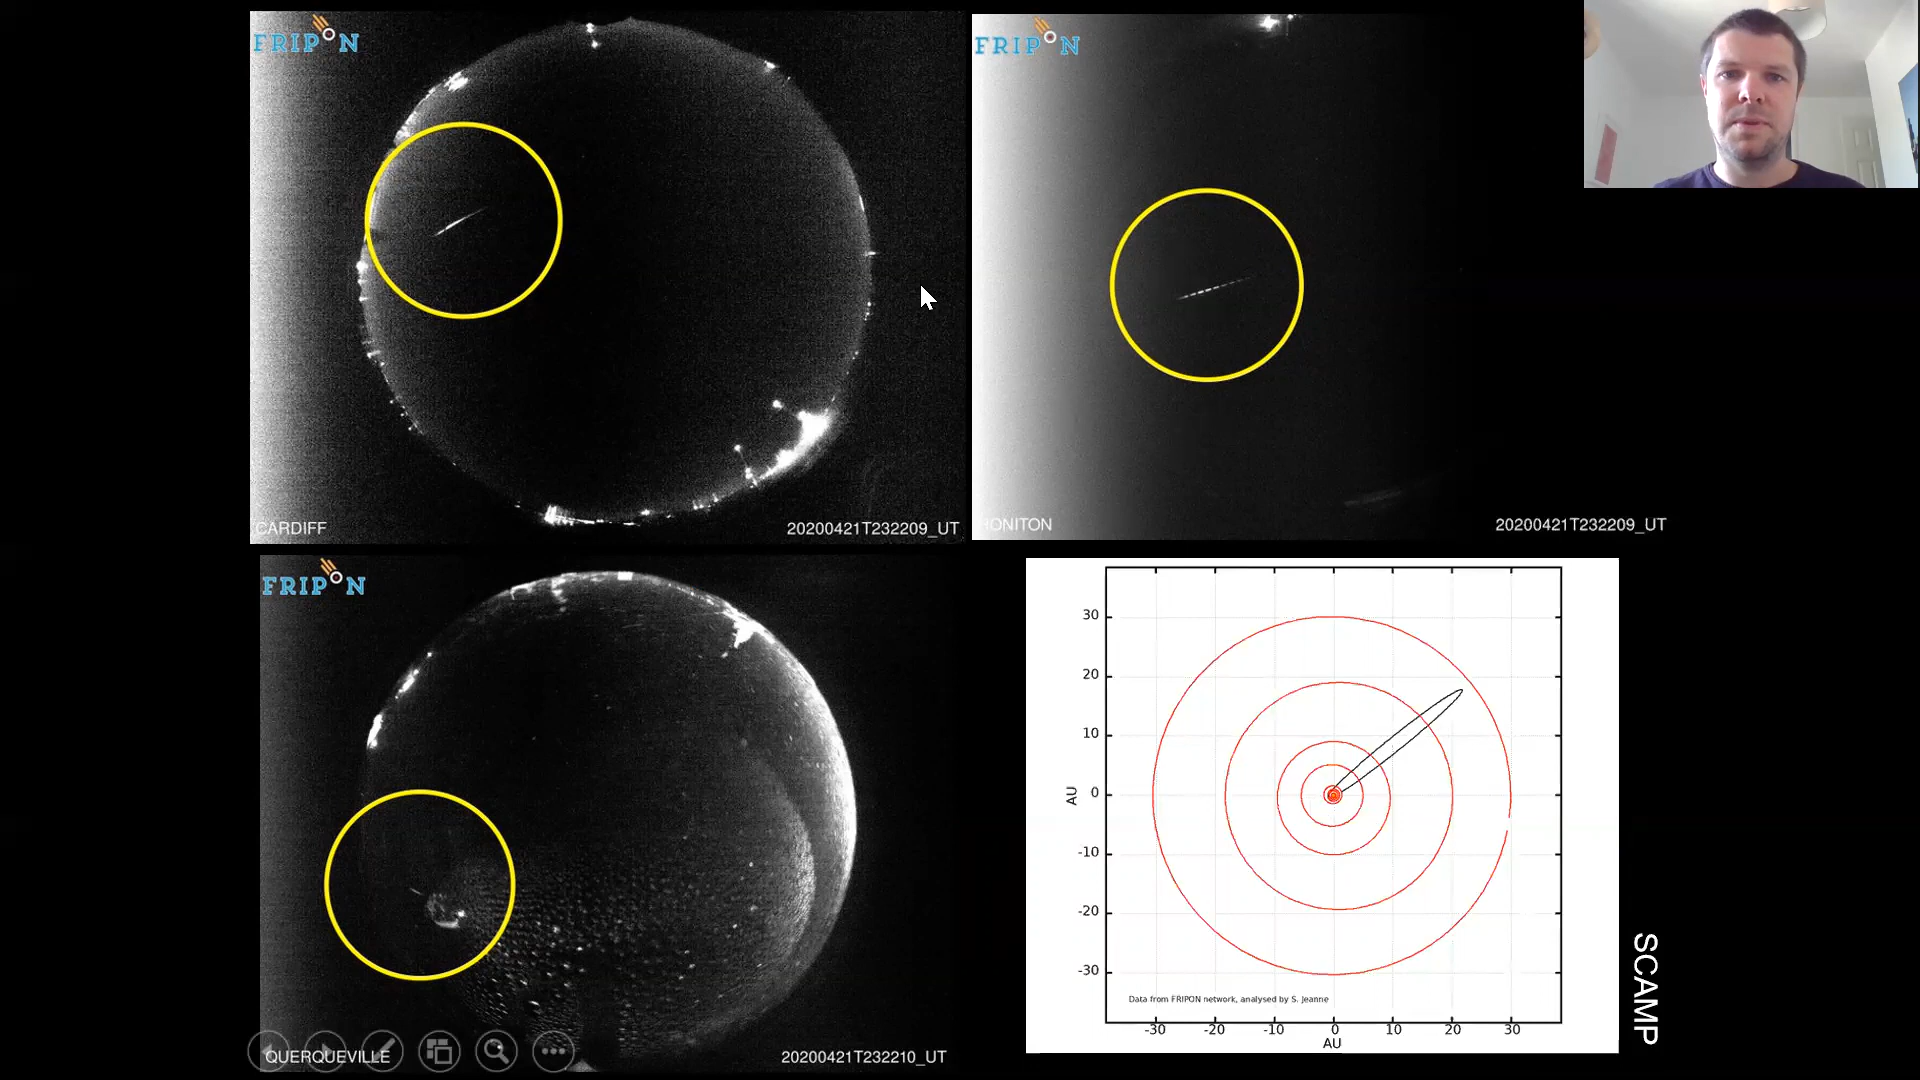 FRIPON
CARDIFF
20200421T232209_UT
FRIPON
HONITON
20200421T232209_UT
FRIPON
QUERQUEVILLE
20200421T232210_UT
AU
30
20
10
0
-10
-20
-30
Data from FRIPON network, analysed by S. Jeanne
-30 -20 -10 0 10 20 30
AU
SCAMP